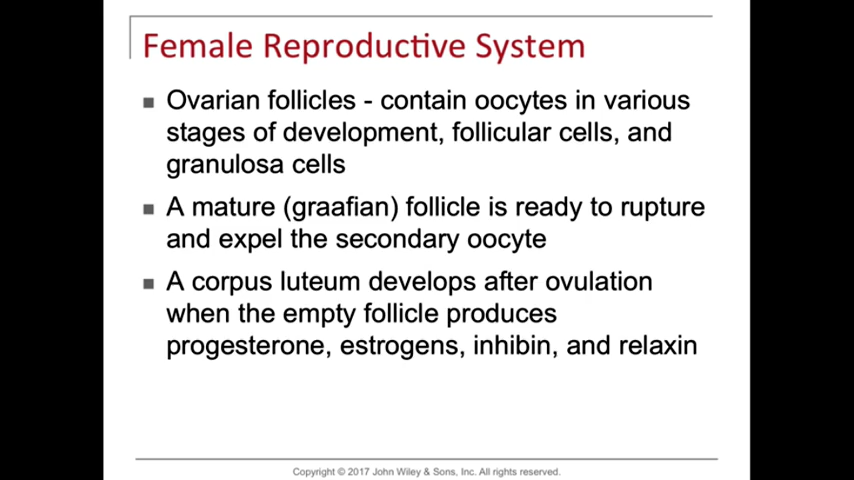 Female Reproductive System
Ovarian follicles - contain oocytes in various
stages of development, follicular cells, and
granulosa cells
A mature (graafian) follicle is ready to rupture
and expel the secondary oocyte
A corpus luteum develops after ovulation
when the empty follicle produces
progesterone, estrogens, inhibin, and relaxin
Copyright © 2017 John Wiley & Sons, Inc. All rights reserved.